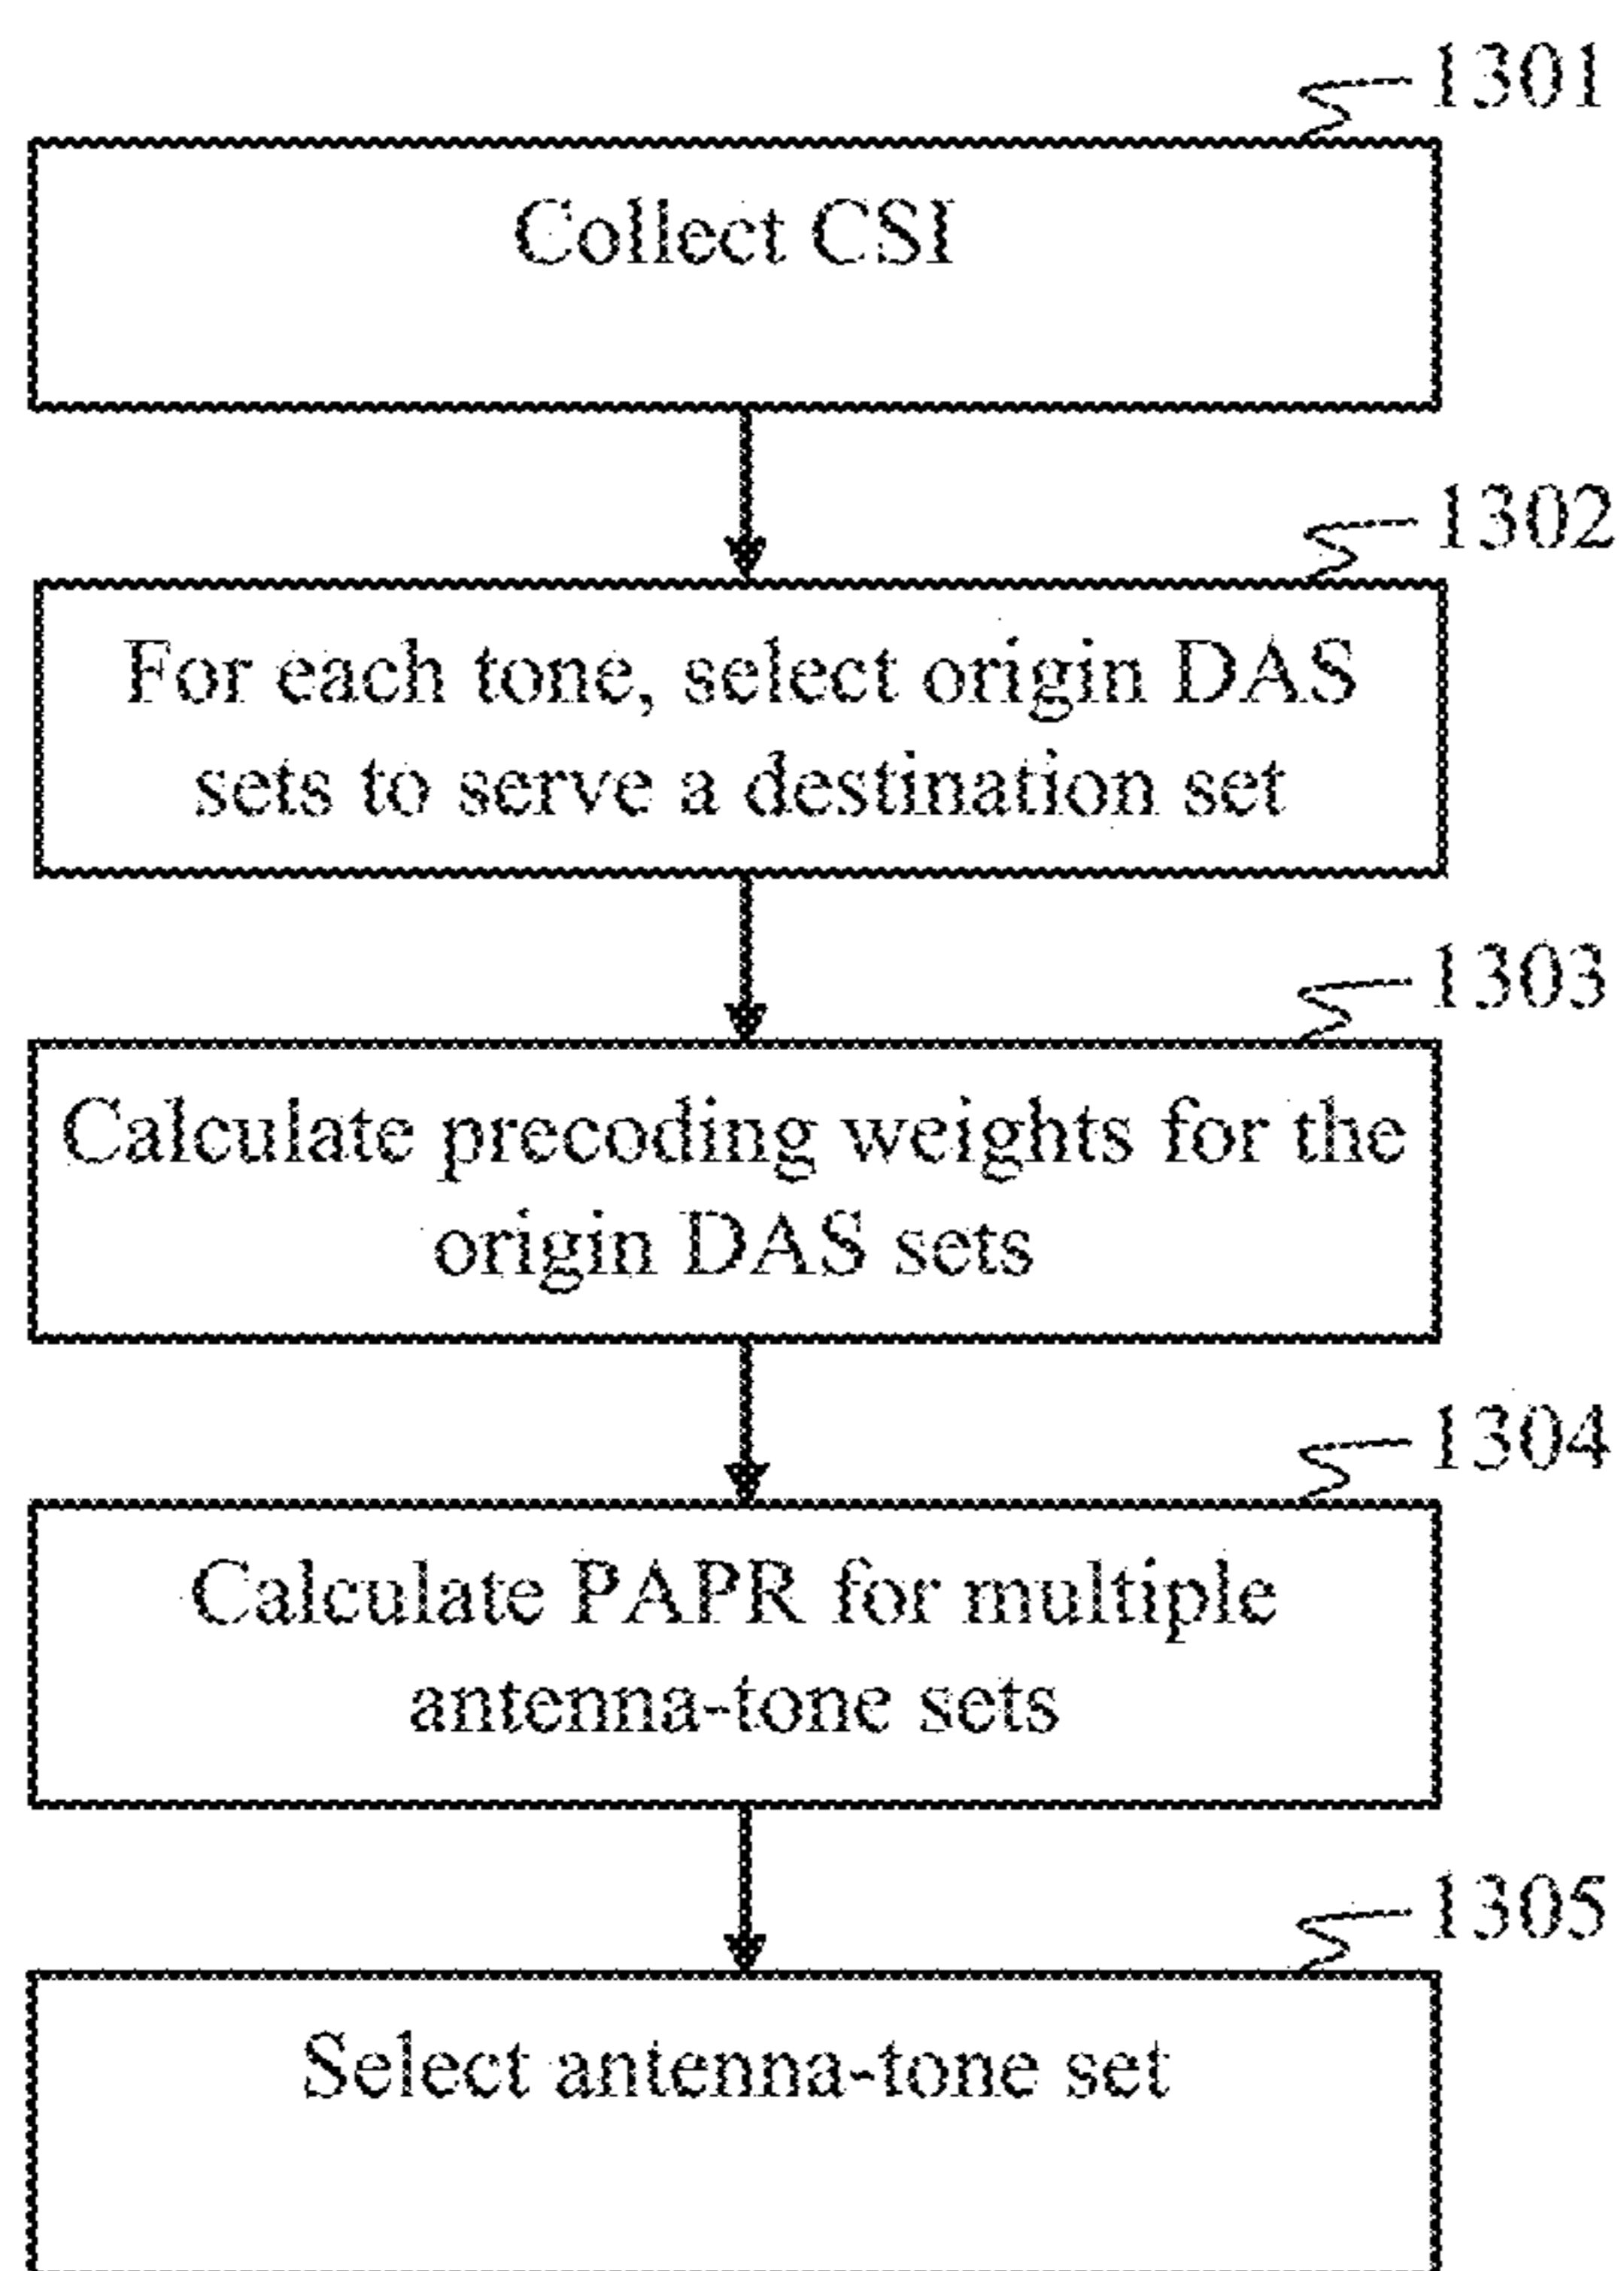 1301
Collect CSI
1302
For each tone, select origin DAS
sets to serve a destination set
1303
Calculate precoding weights for the
origin DAS sets
1304
Calculate PAPR for multiple
antenna-tone sets
1305
Select antenna-tone set